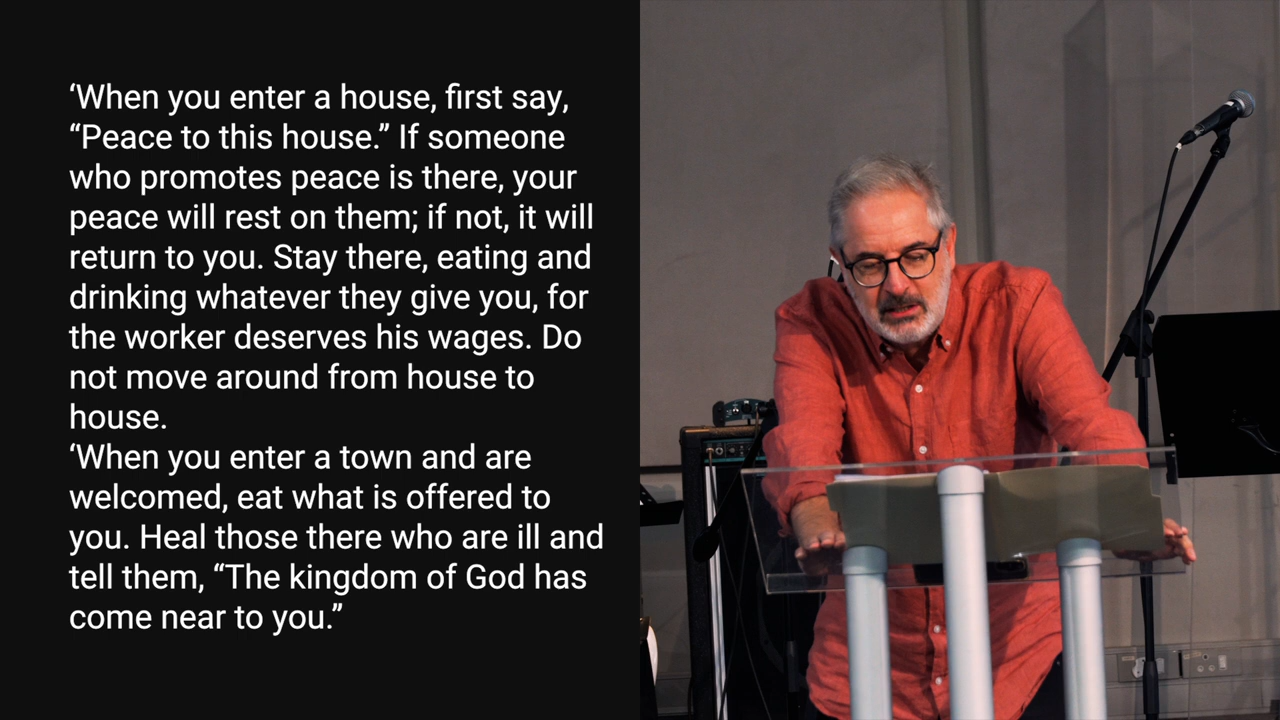 ‘When you enter a house, first say,
“Peace to this house.” If someone
who promotes peace is there, your
peace will rest on them; if not, it will
return to you. Stay there, eating and
drinking whatever they give you, for
the worker deserves his wages. Do
not move around from house to
house.
‘When you enter a town and are
welcomed, eat what is offered to
you. Heal those there who are ill and
tell them, “The kingdom of God has
come near to you.”